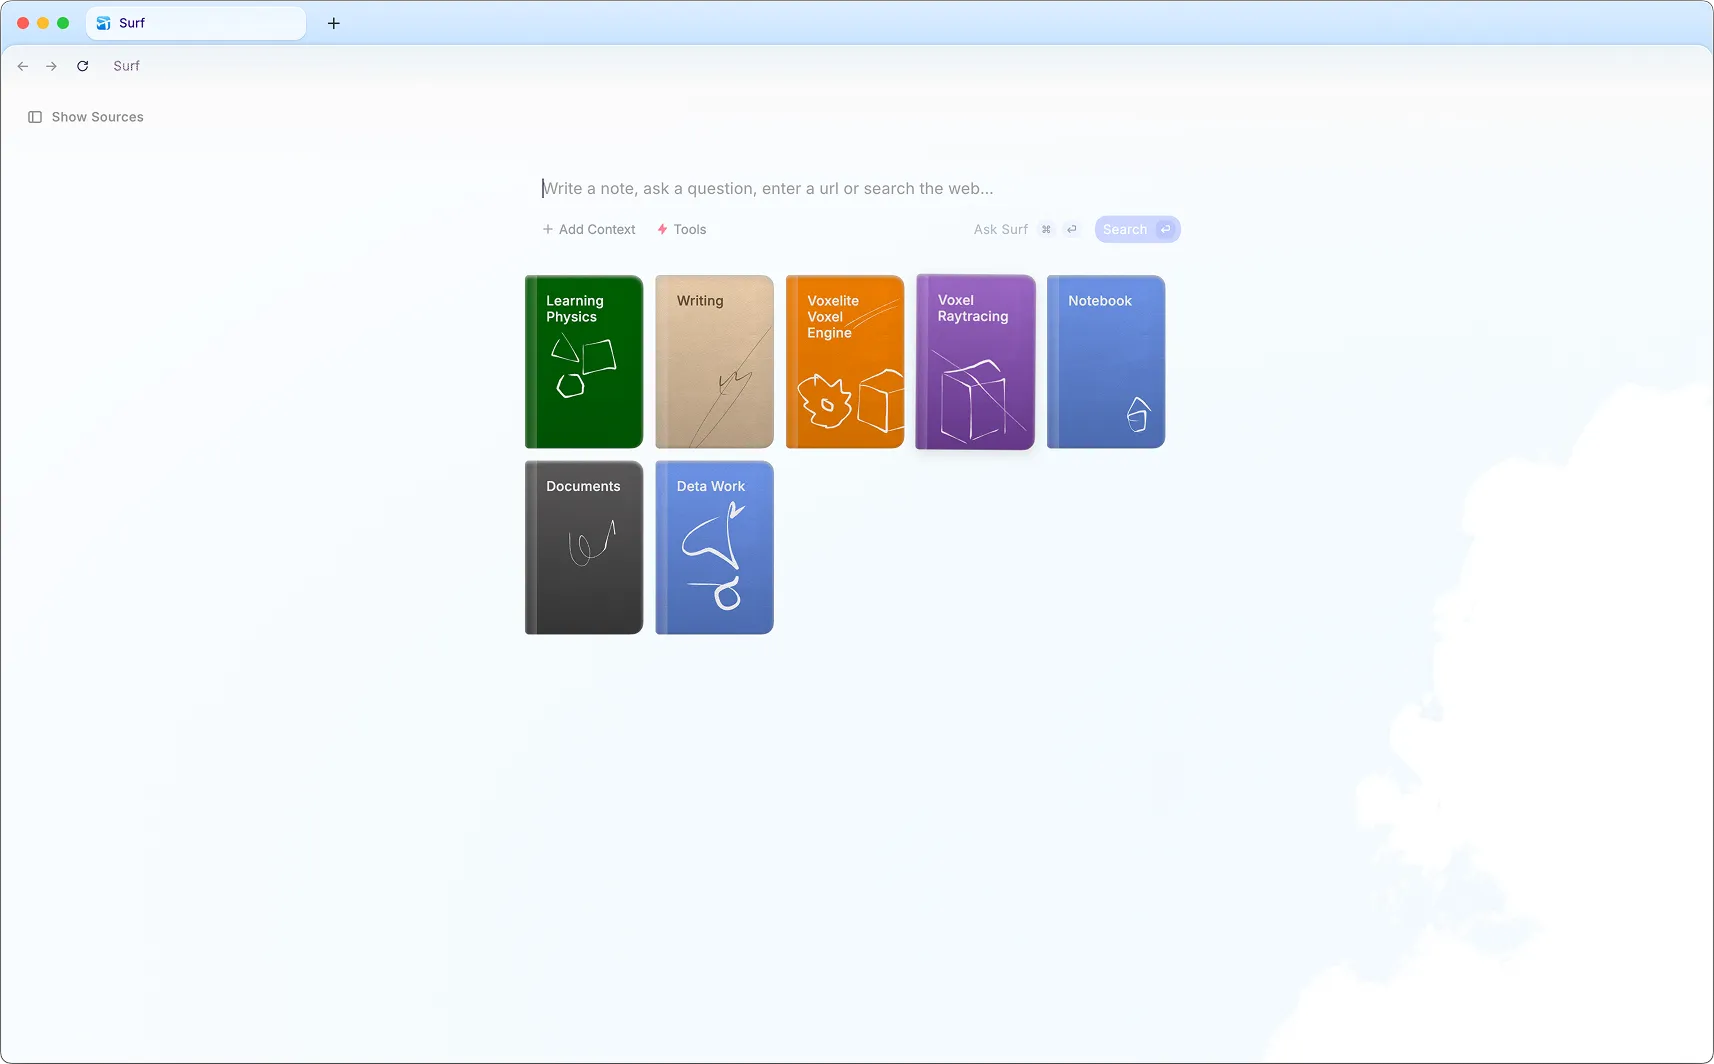 Surf
Surf
Show Sources
Write a note, ask a question, enter a url or search the web...
Add Context
Tools
Ask Surf
Search
Learning
Physics
Writing
Voxelite
Voxel
Engine
Voxel
Raytracing
Notebook
Documents
Deta Work